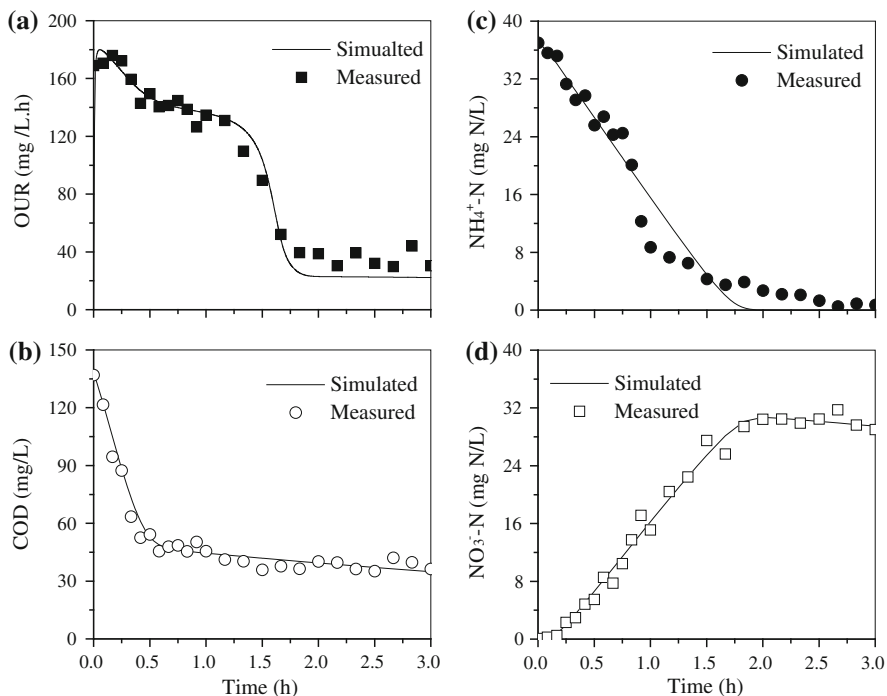 (a)
200
160
120
80
40
0
OUR (mg /L.h)
Simualted
Measured
(b)
150
120
90
60
30
0
COD (mg/L)
Simulated
Measured
0.0 0.5 1.0 1.5 2.0 2.5 3.0
Time (h)
(c)
40
36
24
16
8
0
NH₄⁺-N (mg N/L)
Simulated
Measured
(d)
40
32
24
16
8
0
NO₃⁻-N (mg N/L)
Simulated
Measured
0.0 0.5 1.0 1.5 2.0 2.5 3.0
Time (h)